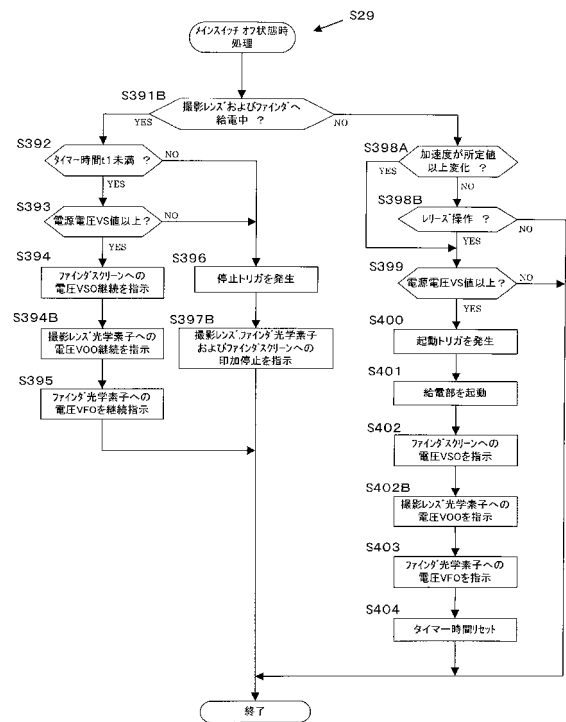 S29
メインスイッチ オフ状態時
処理
S391B
撮影レンズおよびファインダへ
給電中 ?
YES
NO
S392
タイマー時間t1未満 ?
NO
YES
S393
電源電圧VS値以上?
NO
YES
S394
ファインダスクリーンへの
電圧VSO継続を指示
S394B
撮影レンズ光学素子への
電圧VOO継続を指示
S395
ファインダ光学素子への
電圧VFOを継続指示
S396
停止トリガを発生
S397B
撮影レンズ,ファインダ光学素子
およびファインダスクリーンへの
印加停止を指示
S398A
加速度が所定値
以上変化 ?
YES
NO
S398B
レリーズ操作 ?
NO
YES
S399
電源電圧VS値以上?
NO
YES
S400
起動トリガを発生
S401
給電部を起動
S402
ファインダスクリーンへの
電圧VSOを指示
S402B
撮影レンズ光学素子への
電圧VOOを指示
S403
ファインダ光学素子への
電圧VFOを指示
S404
タイマー時間リセット
終了